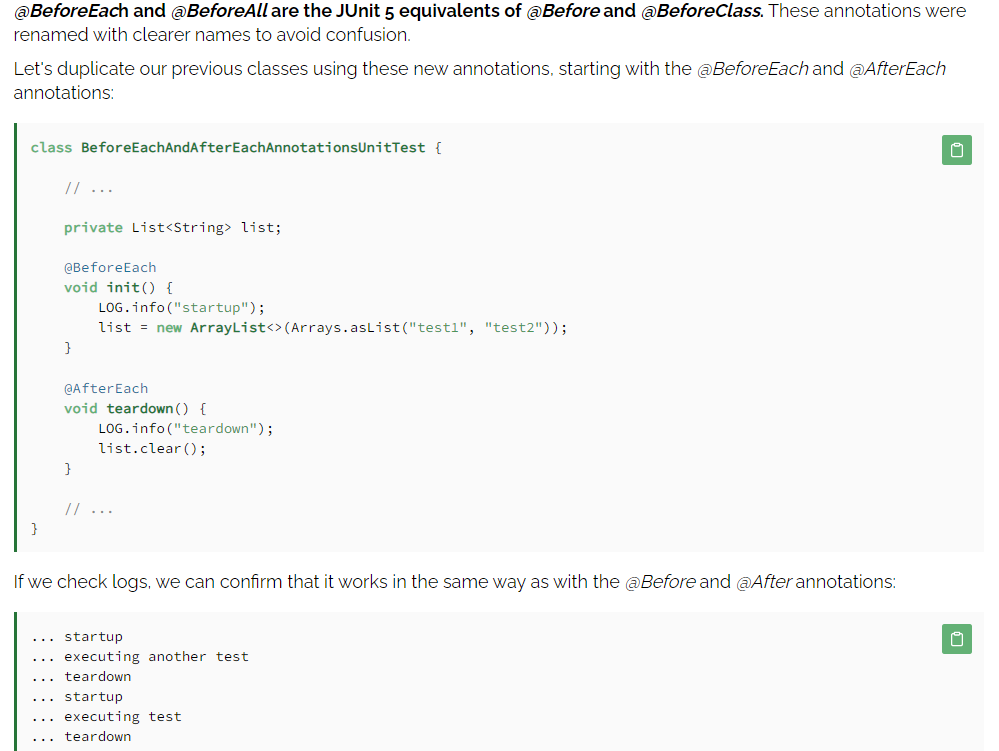 @BeforeEach and @BeforeAll are the JUnit 5 equivalents of @Before and @BeforeClass. These annotations were
renamed with clearer names to avoid confusion.
Let's duplicate our previous classes using these new annotations, starting with the @BeforeEach and @AfterEach
annotations:
class BeforeEachAndAfterEachAnnotationsUnitTest {
// ...
private List<String> list;
@BeforeEach
void init() {
LOG.info("startup");
list = new ArrayList<>(Arrays.asList("test1", "test2"));
}
@AfterEach
void teardown() {
LOG.info("teardown");
list.clear();
}
// ...
}
If we check logs, we can confirm that it works in the same way as with the @Before and @After annotations:
... startup
... executing another test
... teardown
... startup
... executing test
... teardown